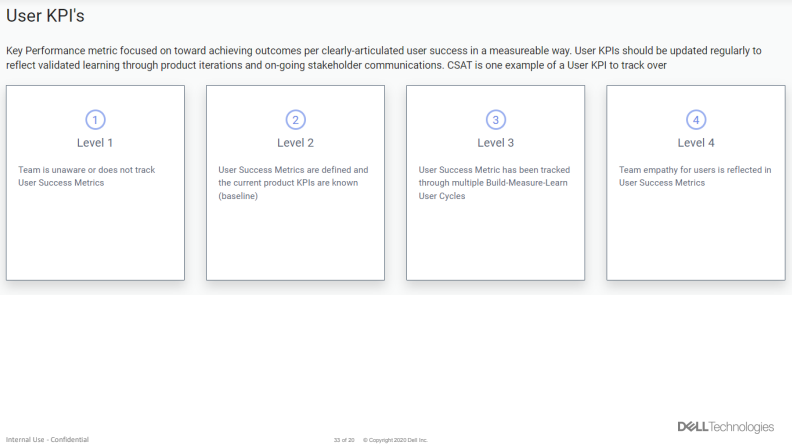 User KPI's
Key Performance metric focused on toward achieving outcomes per clearly-articulated user success in a measureable way. User KPIs should be updated regularly to
reflect validated learning through product iterations and on-going stakeholder communications. CSAT is one example of a User KPI to track over
1
Level 1
Team is unaware or does not track
User Success Metrics
2
Level 2
User Success Metrics are defined and
the current product KPIs are known
(baseline)
3
Level 3
User Success Metric has been tracked
through multiple Build-Measure-Learn
User Cycles
4
Level 4
Team empathy for users is reflected in
User Success Metrics
DELLTechnologies
Internal Use - Confidential
33 of 20 © Copyright 2020 Dell Inc.